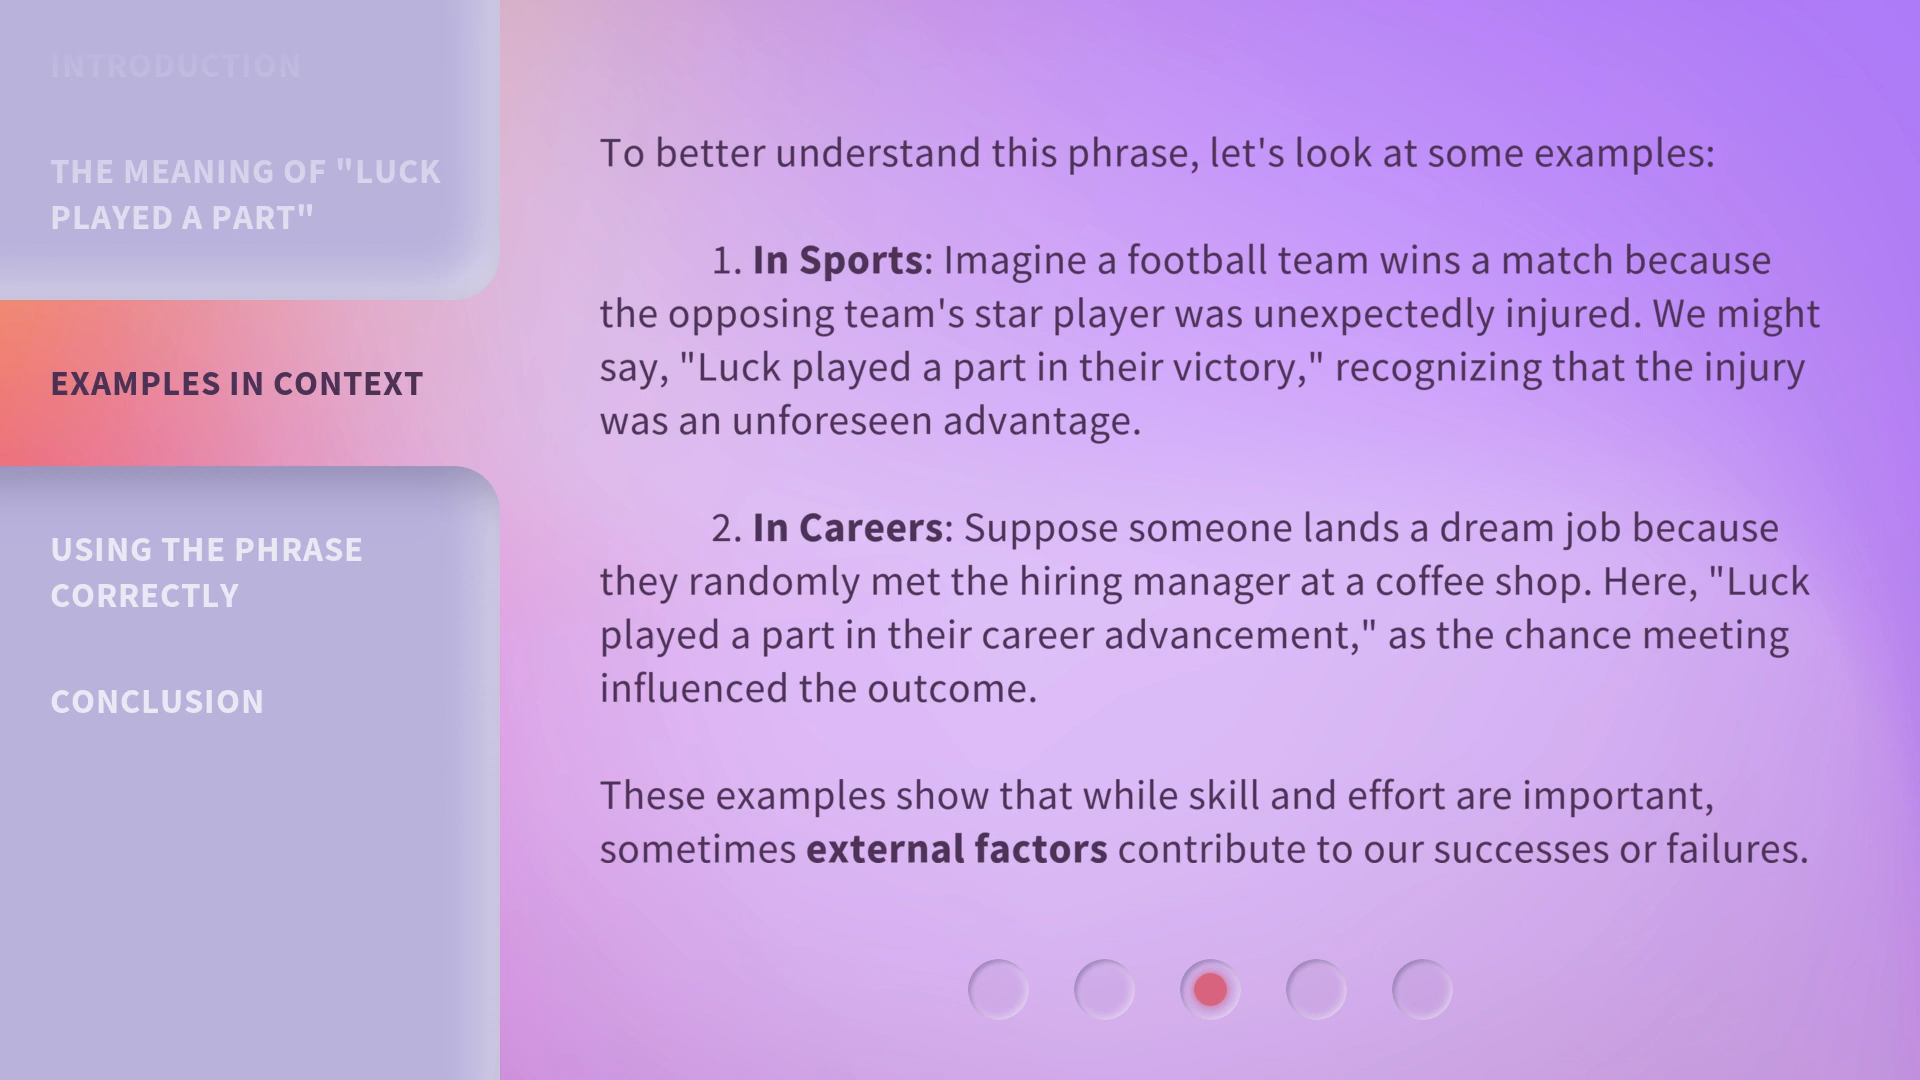 INTRODUCTION
THE MEANING OF "LUCK
PLAYED A PART"
EXAMPLES IN CONTEXT
USING THE PHRASE
CORRECTLY
CONCLUSION
To better understand this phrase, let's look at some examples:
1. In Sports: Imagine a football team wins a match because
the opposing team's star player was unexpectedly injured. We might
say, "Luck played a part in their victory," recognizing that the injury
was an unforeseen advantage.
2. In Careers: Suppose someone lands a dream job because
they randomly met the hiring manager at a coffee shop. Here, "Luck
played a part in their career advancement," as the chance meeting
influenced the outcome.
These examples show that while skill and effort are important,
sometimes external factors contribute to our successes or failures.